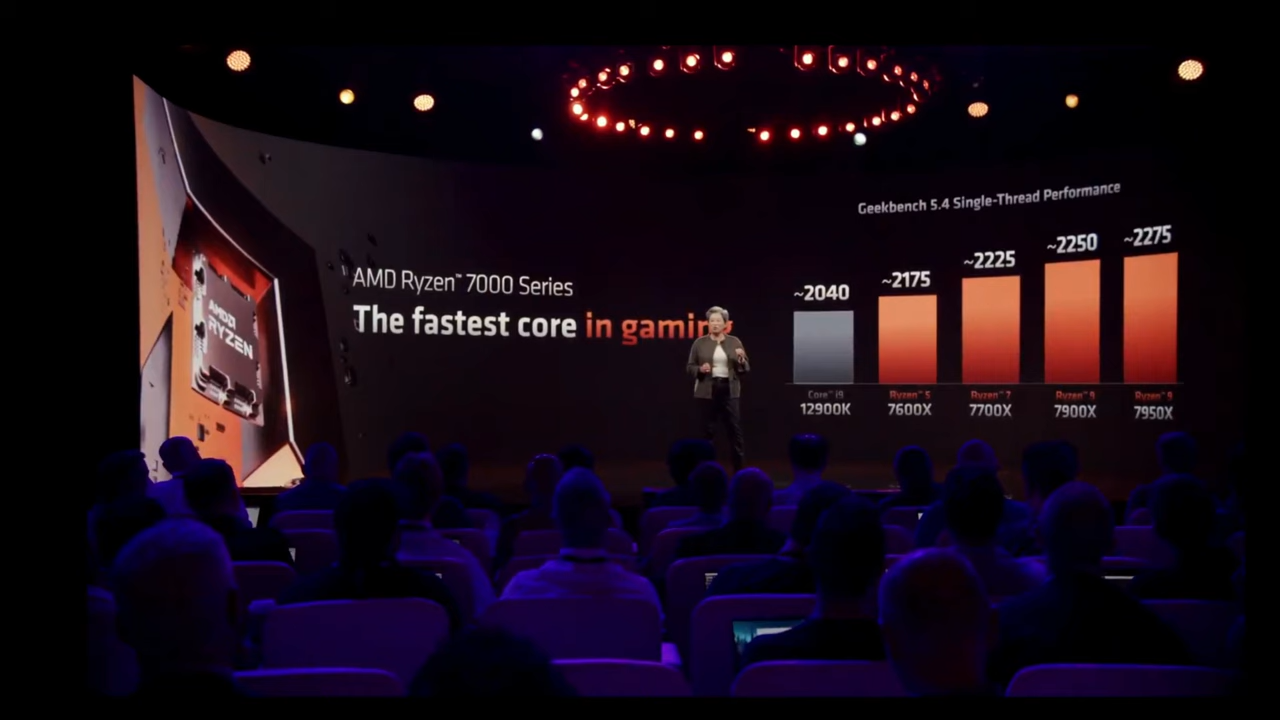 AMD Ryzen™ 7000 Series
The fastest core in gaming
AMD
RYZEN
Geekbench 5.4 Single-Thread Performance
~2040
~2175
~2225
~2250
~2275
Core™ i9
12900K
Ryzen™ 5
7600X
Ryzen™ 7
7700X
Ryzen™ 9
7900X
Ryzen™ 9
7950X